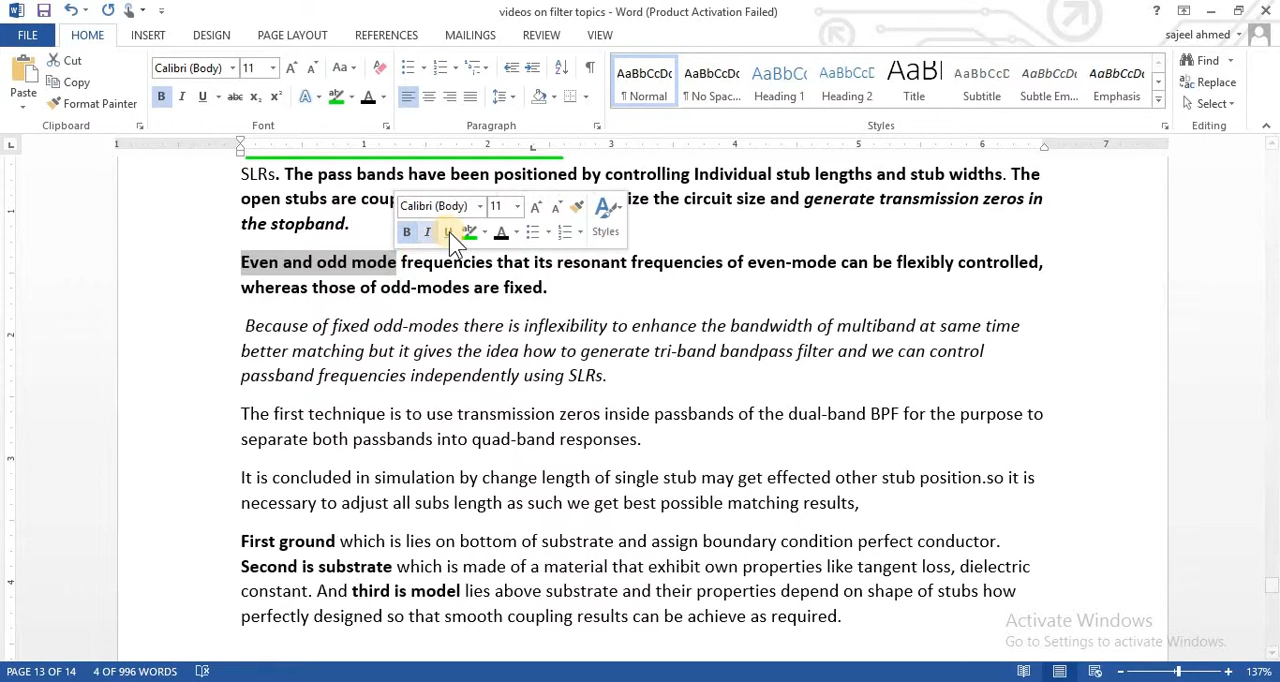 videos on filter topics - Word (Product Activation Failed)
FILE HOME INSERT DESIGN PAGE LAYOUT REFERENCES MAILINGS REVIEW VIEW sajeel ahmed
Cut
Copy
Format Painter
Paste
Clipboard
Calibri (Body) 11
Font
Paragraph
AaBbCcDc AaBbCcDc AaBbCc AaBbCcC AaBl AaBbCcC AaBbCcDc AaBbCcDc
¶ Normal ¶ No Spac... Heading 1 Heading 2 Title Subtitle Subtle Em... Emphasis
Styles
Find
Replace
Select
Editing
1 1 2 3 4 5 6 7
SLRs. The pass bands have been positioned by controlling Individual stub lengths and stub widths. The
open stubs are coup ize the circuit size and generate transmission zeros in
the stopband.
Calibri (Body) 11
B I U A Styles
Even and odd mode frequencies that its resonant frequencies of even-mode can be flexibly controlled,
whereas those of odd-modes are fixed.
Because of fixed odd-modes there is inflexibility to enhance the bandwidth of multiband at same time
better matching but it gives the idea how to generate tri-band bandpass filter and we can control
passband frequencies independently using SLRs.
The first technique is to use transmission zeros inside passbands of the dual-band BPF for the purpose to
separate both passbands into quad-band responses.
It is concluded in simulation by change length of single stub may get effected other stub position.so it is
necessary to adjust all subs length as such we get best possible matching results,
First ground which is lies on bottom of substrate and assign boundary condition perfect conductor.
Second is substrate which is made of a material that exhibit own properties like tangent loss, dielectric
constant. And third is model lies above substrate and their properties depend on shape of stubs how
perfectly designed so that smooth coupling results can be achieve as required.
Activate Windows
Go to Settings to activate Windows.
PAGE 13 OF 14 4 OF 996 WORDS 137%